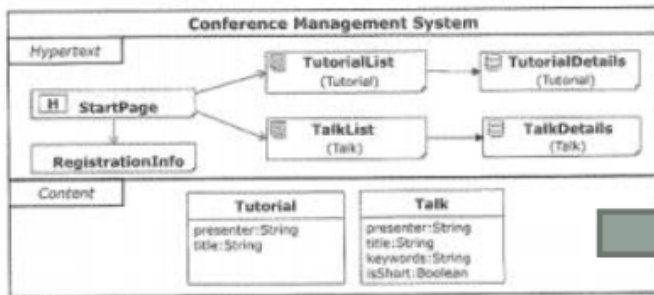 Conference Management System
Hypertext
TutorialList
(Tutorial)
TutorialDetails
(Tutorial)
H StartPage
TalkList
(Talk)
TalkDetails
(Talk)
RegistrationInfo
Content
Tutorial
presenter:String
title:String
Talk
presenter:String
title:String
keywords:String
isShort:Boolean